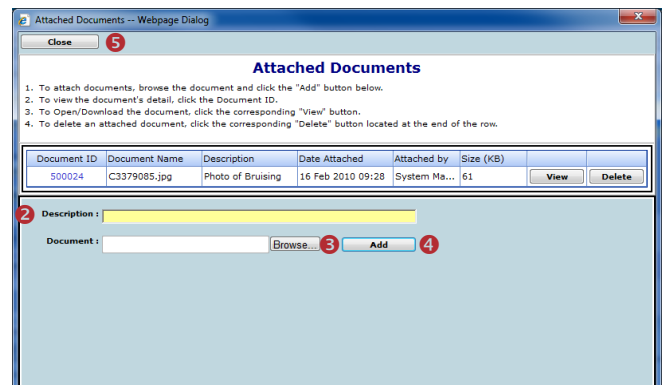 Attached Documents -- Webpage Dialog
x
Close 5
Attached Documents
1. To attach documents, browse the document and click the "Add" button below.
2. To view the document's detail, click the Document ID.
3. To Open/Download the document, click the corresponding "View" button.
4. To delete an attached document, click the corresponding "Delete" button located at the end of the row.
Document ID Document Name Description Date Attached Attached by Size (KB)
500024 C3379085.jpg Photo of Bruising 16 Feb 2010 09:28 System Ma... 61 View Delete
2 Description :
Document : Browse... 3 Add 4